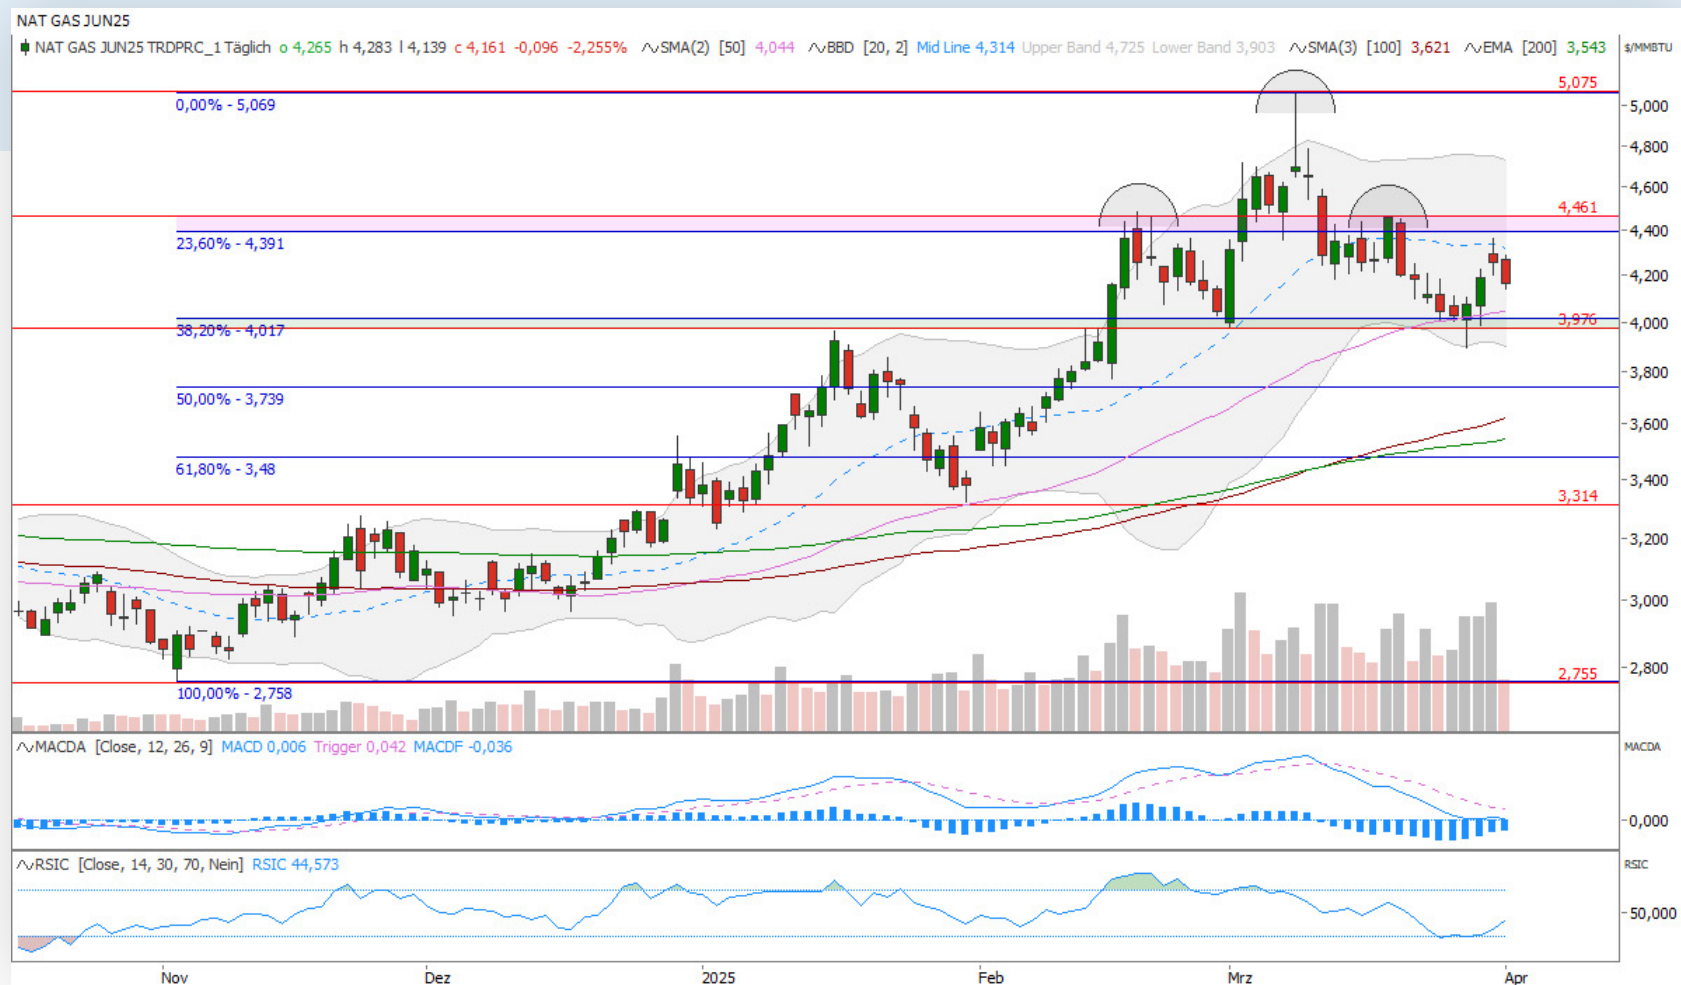 NAT GAS JUN25
NAT GAS JUN25 TRDPRC_1 Täglich o 4,265 h 4,283 l 4,139 c 4,161 -0,096 -2,255% SMA(2) [50] 4,044 BBD [20, 2] Mid Line 4,314 Upper Band 4,725 Lower Band 3,903 SMA(3) [100] 3,621 EMA [200] 3,543 $/MMBTU
5,075
0,00% - 5,069
5,000
4,800
4,600
4,461
4,400
23,60% - 4,391
4,200
3,976
4,000
38,20% - 4,017
3,800
50,00% - 3,739
3,600
61,80% - 3,48
3,400
3,314
3,200
3,000
2,800
2,755
100,00% - 2,758
MACDA [Close, 12, 26, 9] MACD 0,006 Trigger 0,042 MACDF -0,036 MACDA
0,000
RSIC [Close, 14, 30, 70, Nein] RSIC 44,573 RSIC
50,000
Nov Dez 2025 Feb Mrz Apr